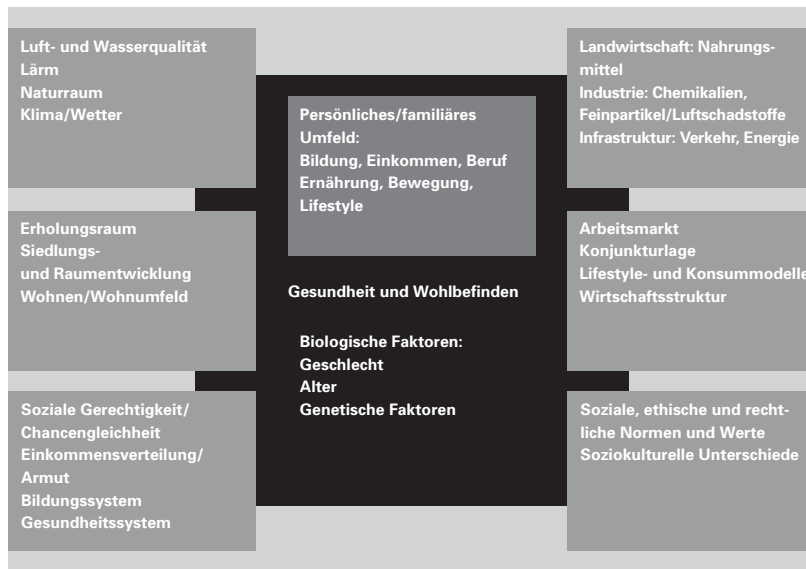 Luft- und Wasserqualität
Lärm
Naturraum
Klima/Wetter
Erholungsraum
Siedlungs-
und Raumentwicklung
Wohnen/Wohnumfeld
Soziale Gerechtigkeit/
Chancengleichheit
Einkommensverteilung/
Armut
Bildungssystem
Gesundheitssystem
Persönliches/familiäres
Umfeld:
Bildung, Einkommen, Beruf
Ernährung, Bewegung,
Lifestyle
Gesundheit und Wohlbefinden
Biologische Faktoren:
Geschlecht
Alter
Genetische Faktoren
Landwirtschaft: Nahrungs-
mittel
Industrie: Chemikalien,
Feinpartikel/Luftschadstoffe
Infrastruktur: Verkehr, Energie
Arbeitsmarkt
Konjunkturlage
Lifestyle- und Konsummodelle
Wirtschaftsstruktur
Soziale, ethische und recht-
liche Normen und Werte
Soziokulturelle Unterschiede